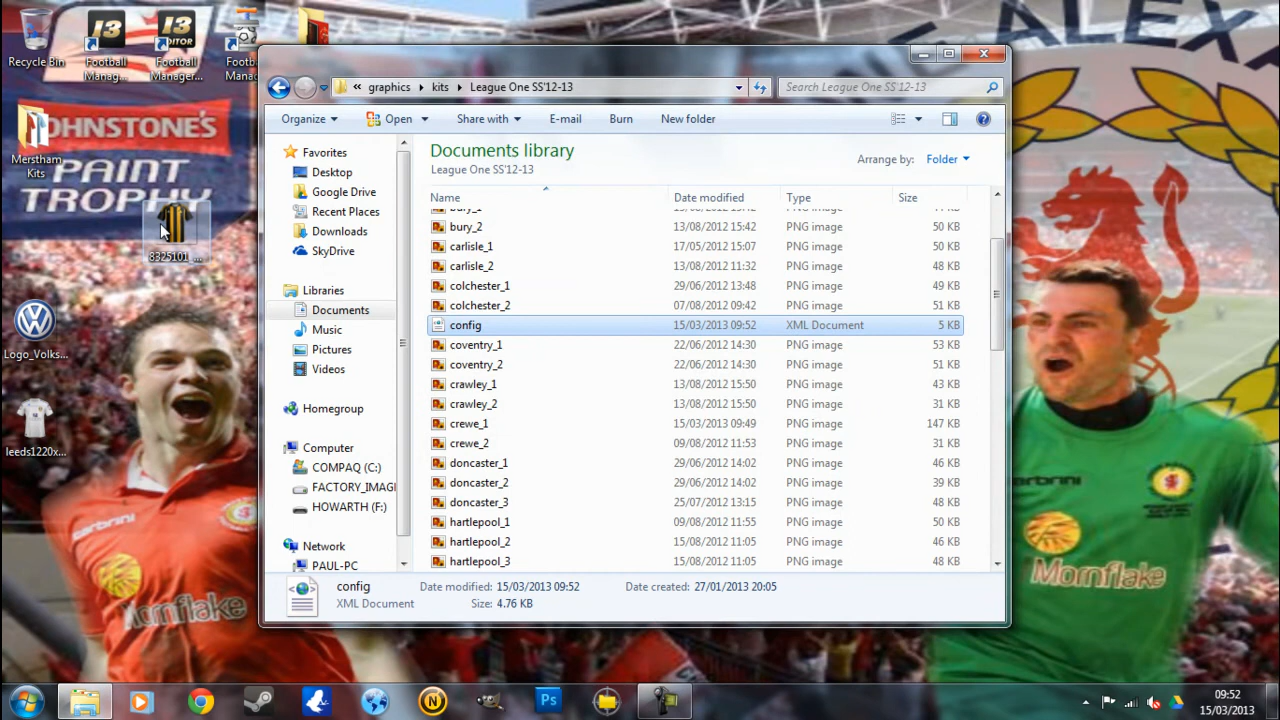 E ALEXA
Recycle Bin
13
Football Manag...
13 EDITOR
Football Manager...
Footb
Mana
Merstham Kits
JOHNSTONE'S
PAINT
TROPHY
8325101_...
Logo_Volks...
leeds1220x...
carbrini
Mornflake
Mornflake
« graphics ▸ kits ▸ League One SS'12-13
Search League One SS'12-13
Organize Open Share with E-mail Burn New folder
Favorites
Desktop
Google Drive
Recent Places
Downloads
SkyDrive
Libraries
Documents
Music
Pictures
Videos
Homegroup
Computer
COMPAQ (C:)
FACTORY_IMAG
HOWARTH (F:)
Network
PAUL-PC
Documents library
League One SS'12-13
Arrange by: Folder
Name Date modified Type Size
bury_2 13/08/2012 15:42 PNG image 50 KB
carlisle_1 17/05/2012 15:07 PNG image 50 KB
carlisle_2 13/08/2012 11:32 PNG image 48 KB
colchester_1 29/06/2012 13:48 PNG image 49 KB
colchester_2 07/08/2012 09:42 PNG image 51 KB
config 15/03/2013 09:52 XML Document 5 KB
coventry_1 22/06/2012 14:30 PNG image 53 KB
coventry_2 22/06/2012 14:30 PNG image 51 KB
crawley_1 13/08/2012 15:50 PNG image 43 KB
crawley_2 13/08/2012 15:50 PNG image 31 KB
crewe_1 15/03/2013 09:49 PNG image 147 KB
crewe_2 09/08/2012 11:53 PNG image 31 KB
doncaster_1 29/06/2012 14:02 PNG image 46 KB
doncaster_2 29/06/2012 14:02 PNG image 39 KB
doncaster_3 25/07/2012 13:15 PNG image 48 KB
hartlepool_1 09/08/2012 11:55 PNG image 50 KB
hartlepool_2 15/08/2012 11:05 PNG image 46 KB
hartlepool_3 15/08/2012 11:05 PNG image 48 KB
config Date modified: 15/03/2013 09:52 Date created: 27/01/2013 20:05
XML Document Size: 4.76 KB
N
Ps
09:52
15/03/2013